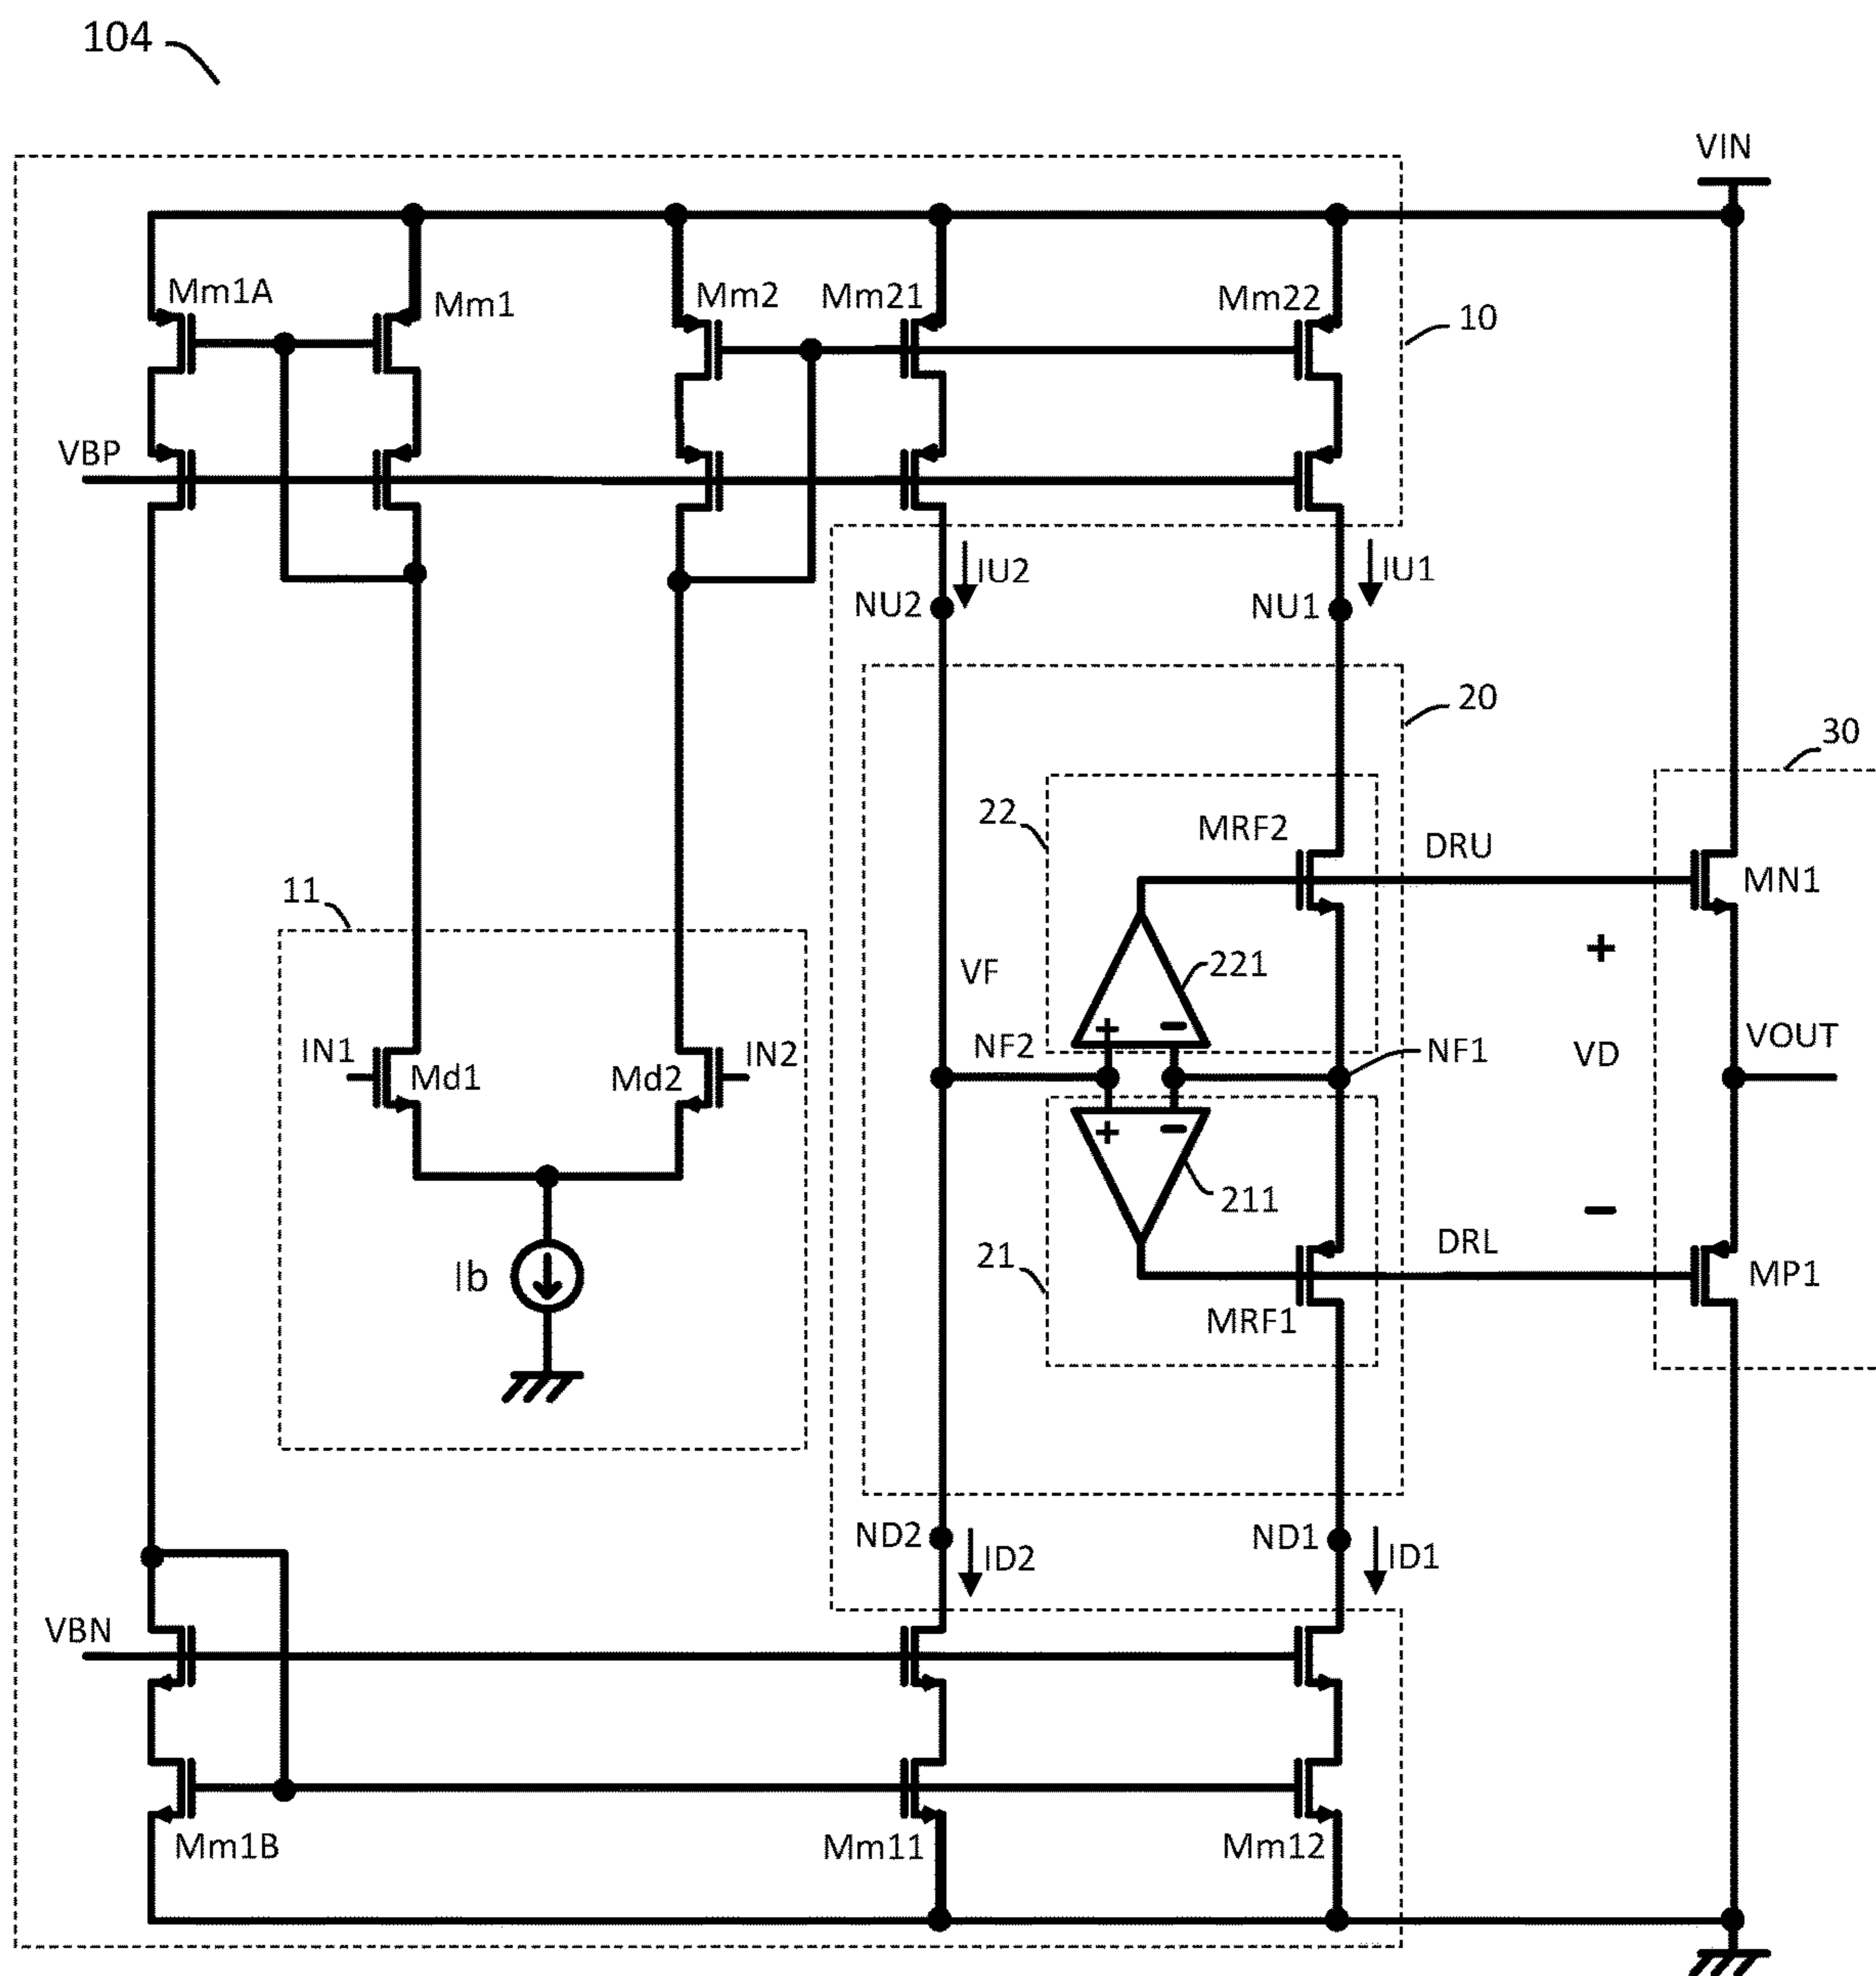 104
VIN
Mm1A
Mm1
Mm2
Mm21
Mm22
10
VBP
IU2
IU1
NU2
NU1
20
30
22
MRF2
DRU
MN1
11
+
VF
221
+ −
IN1
Md1
Md2
IN2
NF2
NF1
VD
VOUT
+ −
211
−
Ib
21
DRL
MP1
MRF1
ND2
ID2
ND1
ID1
VBN
Mm1B
Mm11
Mm12